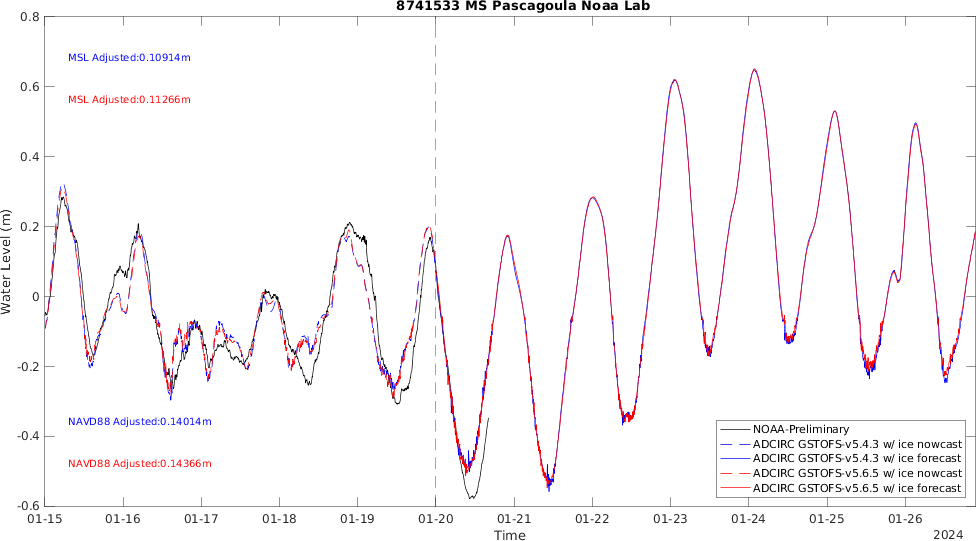 8741533 MS Pascagoula Noaa Lab
0.8
0.6
0.4
0.2
0
-0.2
-0.4
-0.6
Water Level (m)
MSL Adjusted:0.10914m
MSL Adjusted:0.11266m
NAVD88 Adjusted:0.14014m
NAVD88 Adjusted:0.14366m
NOAA-Preliminary
ADCIRC GSTOFS-v5.4.3 w/ ice nowcast
ADCIRC GSTOFS-v5.4.3 w/ ice forecast
ADCIRC GSTOFS-v5.6.5 w/ ice nowcast
ADCIRC GSTOFS-v5.6.5 w/ ice forecast
01-15 01-16 01-17 01-18 01-19 01-20 01-21 01-22 01-23 01-24 01-25 01-26
Time
2024